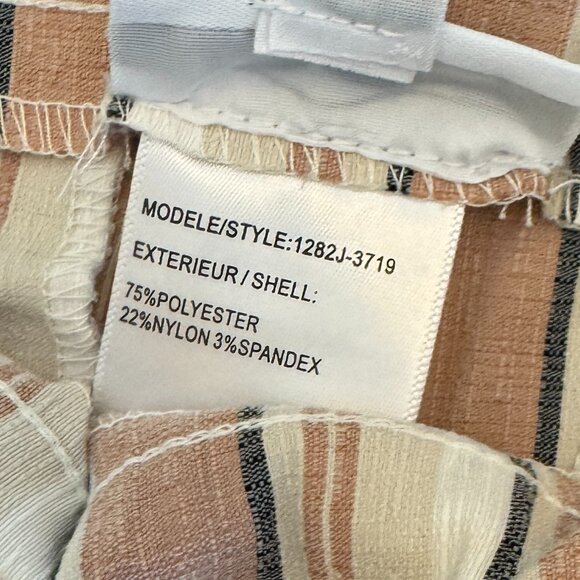 MODELE/STYLE:1282J-3719
EXTERIEUR/SHELL:
75%POLYESTER
22%NYLON 3%SPANDEX